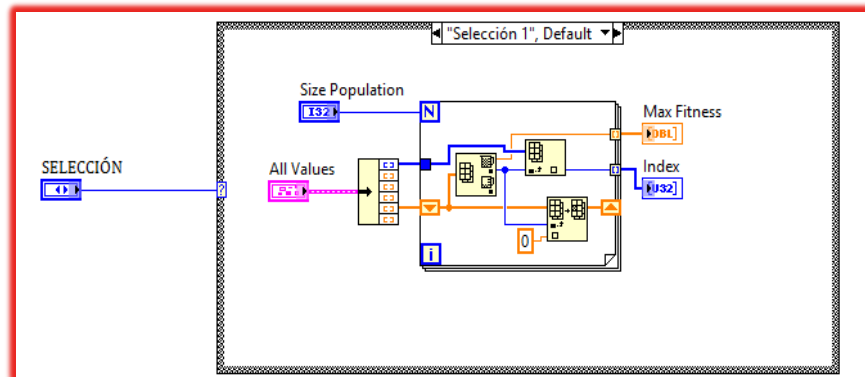 "Selección 1", Default
Size Population
I32
N
Max Fitness
DBL]
SELECCIÓN
All Values
Index
U32]
?
0
i